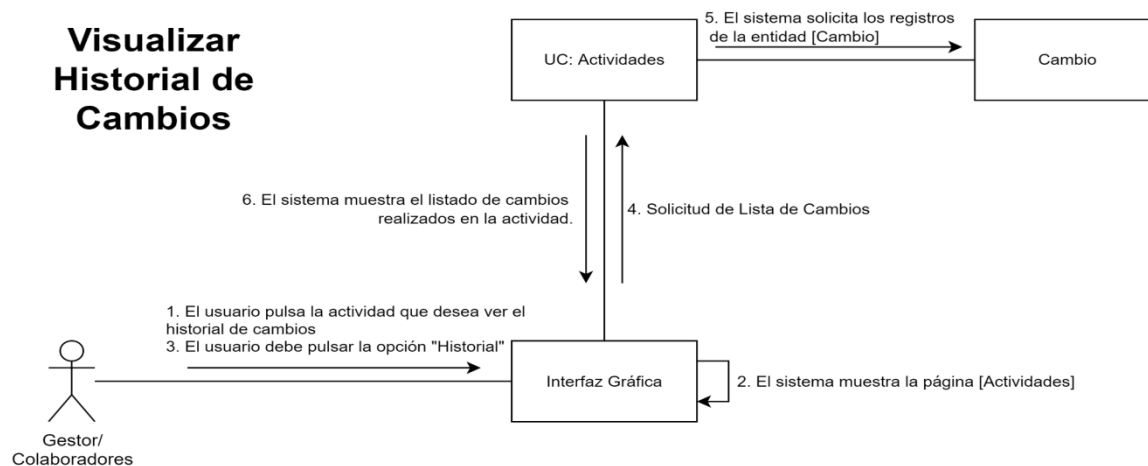 Visualizar
Historial de
Cambios
5. El sistema solicita los registros
de la entidad [Cambio]
UC: Actividades
Cambio
6. El sistema muestra el listado de cambios
realizados en la actividad.
4. Solicitud de Lista de Cambios
1. El usuario pulsa la actividad que desea ver el
historial de cambios
3. El usuario debe pulsar la opción "Historial"
Interfaz Gráfica
2. El sistema muestra la página [Actividades]
Gestor/
Colaboradores